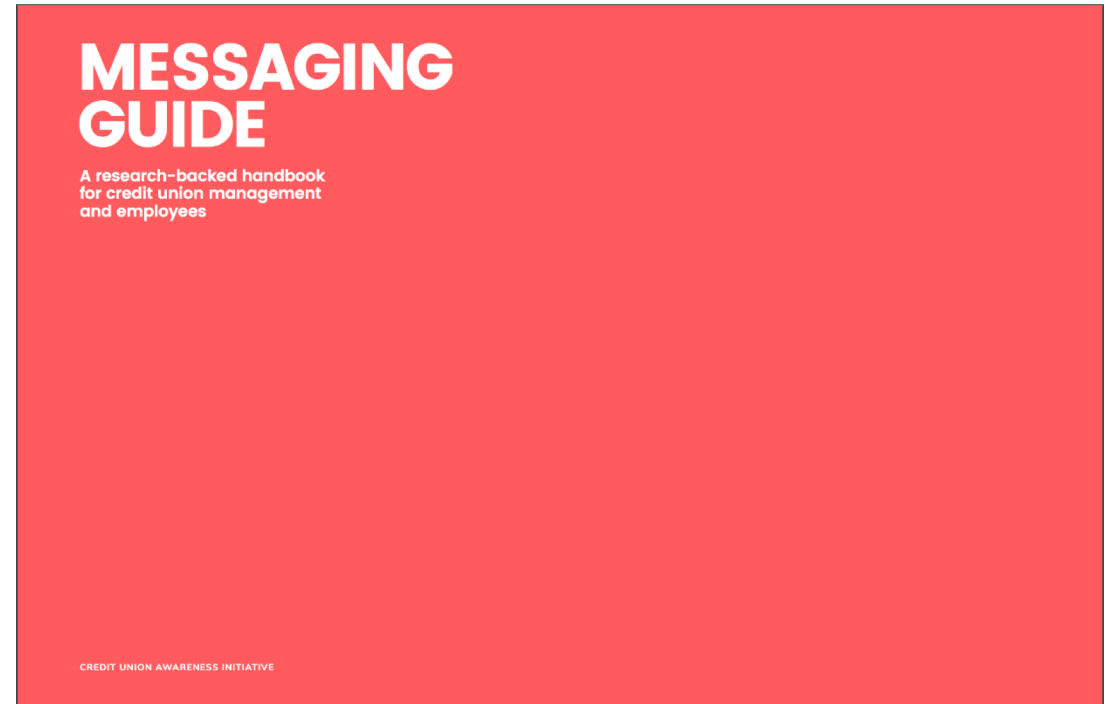 MESSAGING
GUIDE
A research-backed handbook
for credit union management
and employees
CREDIT UNION AWARENESS INITIATIVE